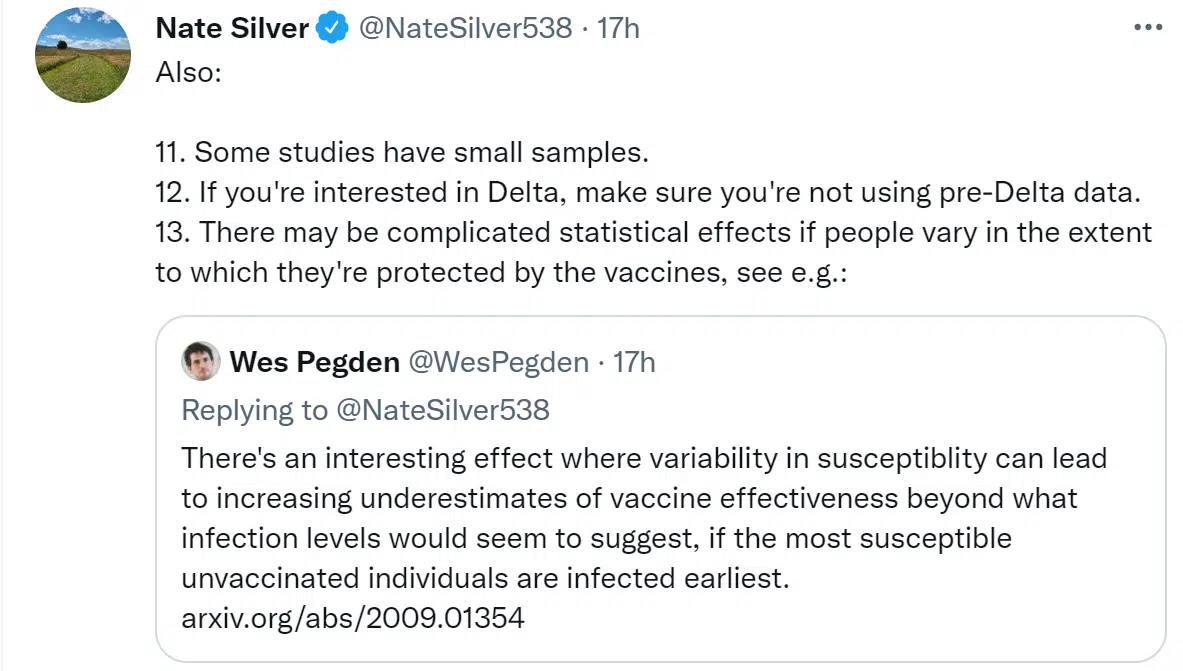 Nate Silver @NateSilver538 · 17h
Also:
11. Some studies have small samples.
12. If you're interested in Delta, make sure you're not using pre-Delta data.
13. There may be complicated statistical effects if people vary in the extent
to which they're protected by the vaccines, see e.g.:
Wes Pegden @WesPegden · 17h
Replying to @NateSilver538
There's an interesting effect where variability in susceptiblity can lead
to increasing underestimates of vaccine effectiveness beyond what
infection levels would seem to suggest, if the most susceptible
unvaccinated individuals are infected earliest.
arxiv.org/abs/2009.01354